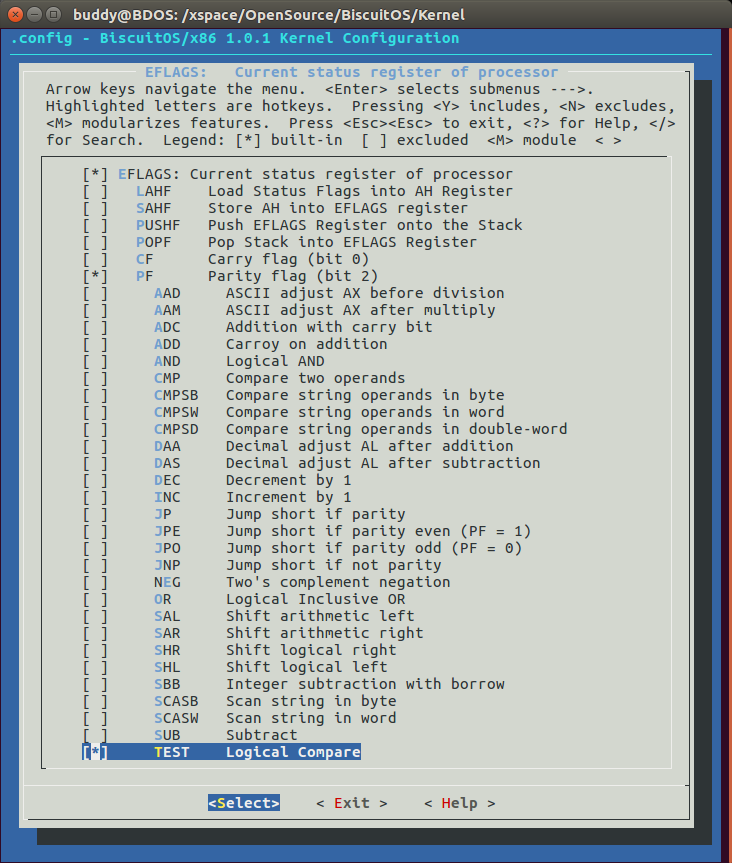 buddy@BDOS: /xspace/OpenSource/BiscuitOS/Kernel
.config - BiscuitOS/x86 1.0.1 Kernel Configuration
EFLAGS:   Current status register of processor
Arrow keys navigate the menu.  <Enter> selects submenus --->.
Highlighted letters are hotkeys.  Pressing <Y> includes, <N> excludes,
<M> modularizes features.  Press <Esc><Esc> to exit, <?> for Help, </>
for Search.  Legend: [*] built-in  [ ] excluded  <M> module  < >
[*] EFLAGS: Current status register of processor
[ ]   LAHF    Load Status Flags into AH Register
[ ]   SAHF    Store AH into EFLAGS register
[ ]   PUSHF   Push EFLAGS Register onto the Stack
[ ]   POPF    Pop Stack into EFLAGS Register
[ ]   CF      Carry flag (bit 0)
[*]   PF      Parity flag (bit 2)
[ ]     AAD     ASCII adjust AX before division
[ ]     AAM     ASCII adjust AX after multiply
[ ]     ADC     Addition with carry bit
[ ]     ADD     Carroy on addition
[ ]     AND     Logical AND
[ ]     CMP     Compare two operands
[ ]     CMPSB   Compare string operands in byte
[ ]     CMPSW   Compare string operands in word
[ ]     CMPSD   Compare string operands in double-word
[ ]     DAA     Decimal adjust AL after addition
[ ]     DAS     Decimal adjust AL after subtraction
[ ]     DEC     Decrement by 1
[ ]     INC     Increment by 1
[ ]     JP      Jump short if parity
[ ]     JPE     Jump short if parity even (PF = 1)
[ ]     JPO     Jump short if parity odd (PF = 0)
[ ]     JNP     Jump short if not parity
[ ]     NEG     Two's complement negation
[ ]     OR      Logical Inclusive OR
[ ]     SAL     Shift arithmetic left
[ ]     SAR     Shift arithmetic right
[ ]     SHR     Shift logical right
[ ]     SHL     Shift logical left
[ ]     SBB     Integer subtraction with borrow
[ ]     SCASB   Scan string in byte
[ ]     SCASW   Scan string in word
[ ]     SUB     Subtract
[*]     TEST    Logical Compare
<Select>    < Exit >    < Help >